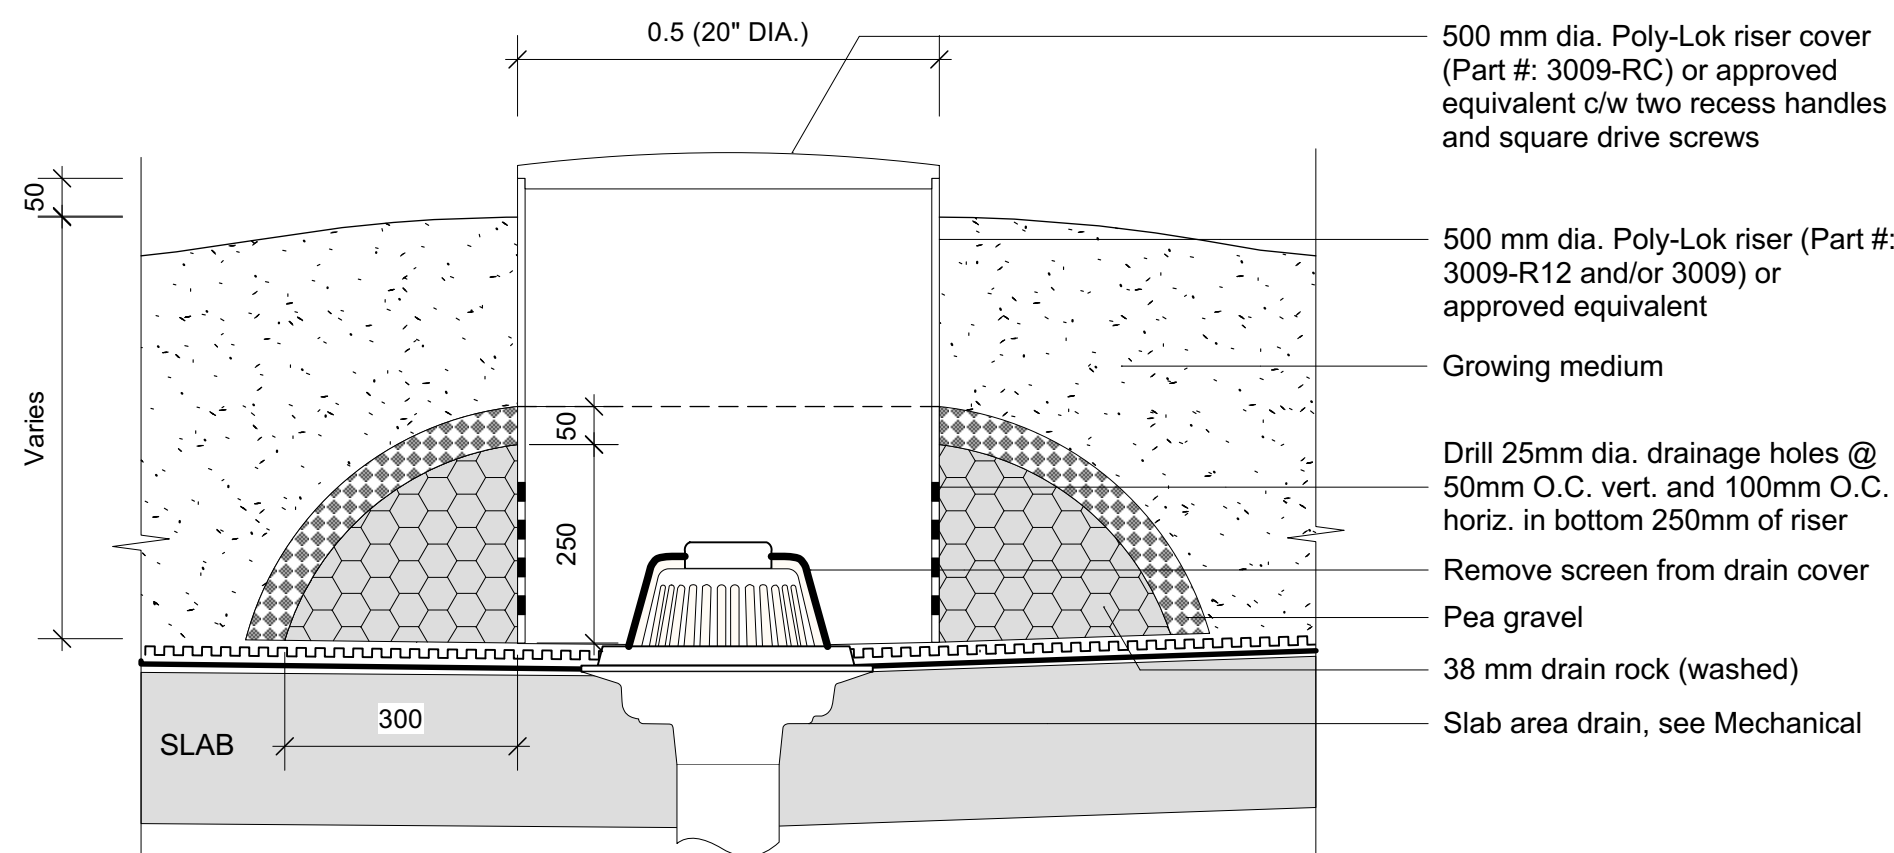 0.5 (20" DIA.)
500 mm dia. Poly-Lok riser cover
(Part #: 3009-RC) or approved
equivalent c/w two recess handles
and square drive screws
50
500 mm dia. Poly-Lok riser (Part #:
3009-R12 and/or 3009) or
approved equivalent
Growing medium
Varies
50
250
Drill 25mm dia. drainage holes @
50mm O.C. vert. and 100mm O.C.
horiz. in bottom 250mm of riser
Remove screen from drain cover
Pea gravel
38 mm drain rock (washed)
300
SLAB
Slab area drain, see Mechanical